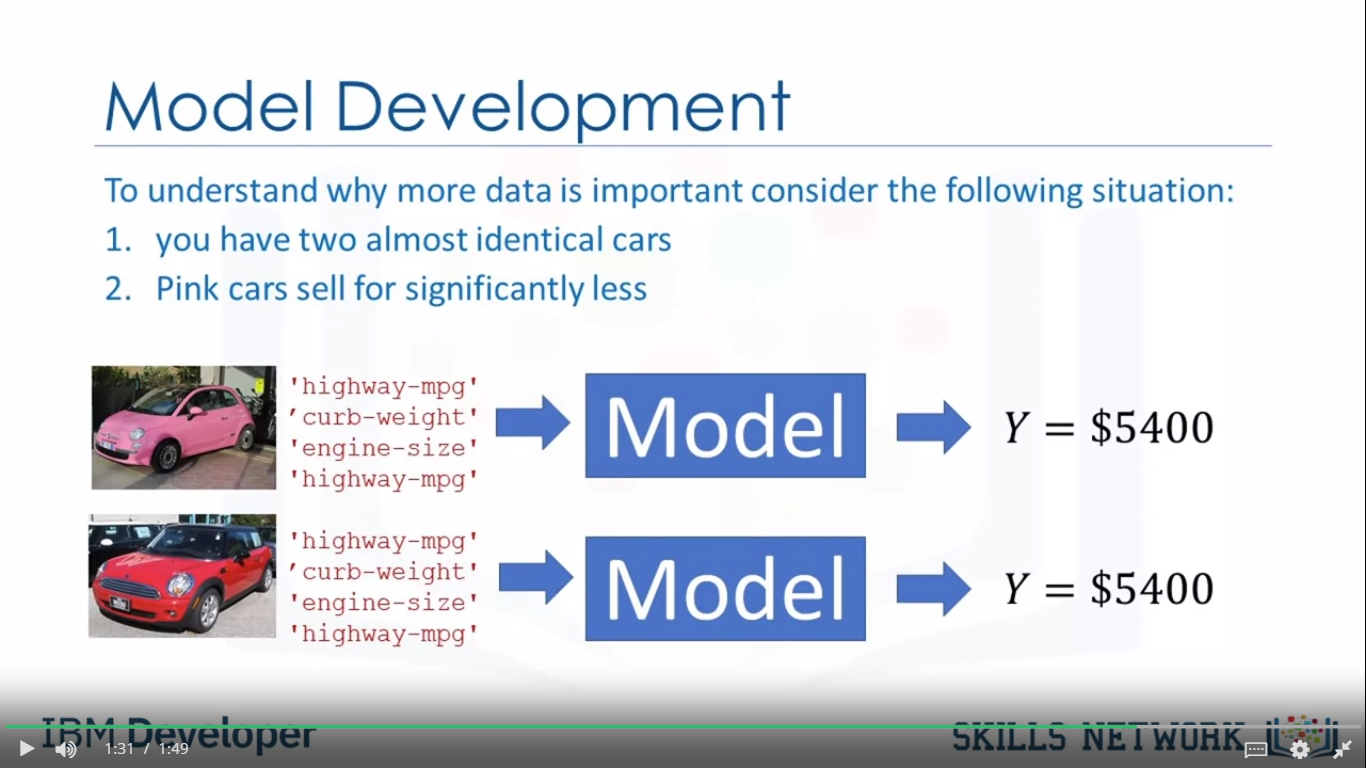 Model Development
To understand why more data is important consider the following situation:
1. you have two almost identical cars
2. Pink cars sell for significantly less
'highway-mpg'
’curb-weight'
'engine-size'
'highway-mpg'
Model
Y = $5400
'highway-mpg'
’curb-weight'
'engine-size'
'highway-mpg'
Model
Y = $5400
IBM Developer
SKILLS NETWORK
1:31 / 1:49